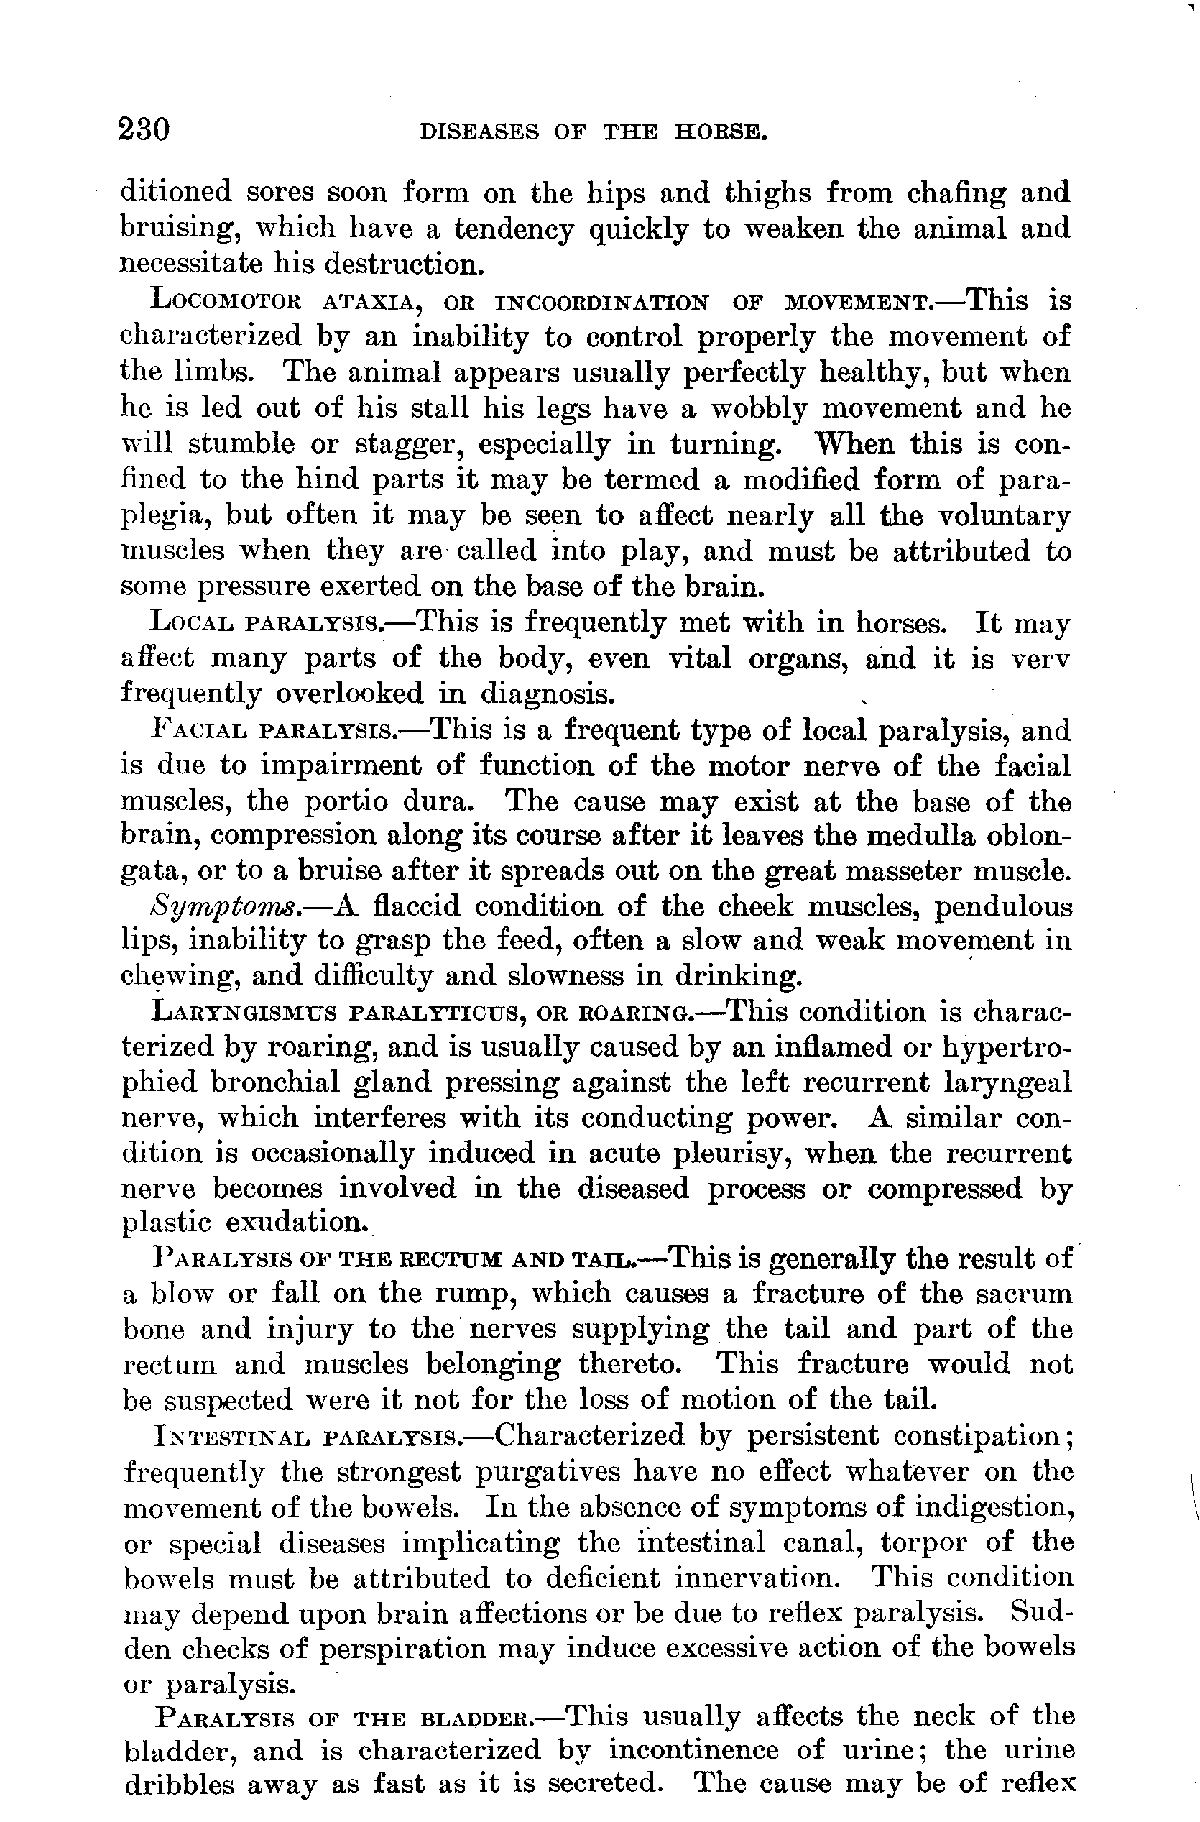 230 DISEASES OF THE HORSE.
ditioned sores soon form on the hips and thighs from chafing and
bruising, which have a tendency quickly to weaken the animal and
necessitate his destruction.
LOCOMOTOR ATAXIA, OR INCOORDINATION OF MOVEMENT.—This is
characterized by an inability to control properly the movement of
the limbs. The animal appears usually perfectly healthy, but when
he is led out of his stall his legs have a wobbly movement and he
will stumble or stagger, especially in turning. When this is con-
fined to the hind parts it may be termed a modified form of para-
plegia, but often it may be seen to affect nearly all the voluntary
muscles when they are called into play, and must be attributed to
some pressure exerted on the base of the brain.
LOCAL PARALYSIS.—This is frequently met with in horses. It may
affect many parts of the body, even vital organs, and it is very
frequently overlooked in diagnosis.
FACIAL PARALYSIS.—This is a frequent type of local paralysis, and
is due to impairment of function of the motor nerve of the facial
muscles, the portio dura. The cause may exist at the base of the
brain, compression along its course after it leaves the medulla oblon-
gata, or to a bruise after it spreads out on the great masseter muscle.
Symptoms.—A flaccid condition of the cheek muscles, pendulous
lips, inability to grasp the feed, often a slow and weak movement in
chewing, and difficulty and slowness in drinking.
LARYNGISMUS PARALYTICUS, OR ROARING.—This condition is charac-
terized by roaring, and is usually caused by an inflamed or hypertro-
phied bronchial gland pressing against the left recurrent laryngeal
nerve, which interferes with its conducting power. A similar con-
dition is occasionally induced in acute pleurisy, when the recurrent
nerve becomes involved in the diseased process or compressed by
plastic exudation.
PARALYSIS OF THE RECTUM AND TAIL.—This is generally the result of
a blow or fall on the rump, which causes a fracture of the sacrum
bone and injury to the nerves supplying the tail and part of the
rectum and muscles belonging thereto. This fracture would not
be suspected were it not for the loss of motion of the tail.
INTESTINAL PARALYSIS.—Characterized by persistent constipation;
frequently the strongest purgatives have no effect whatever on the
movement of the bowels. In the absence of symptoms of indigestion,
or special diseases implicating the intestinal canal, torpor of the
bowels must be attributed to deficient innervation. This condition
may depend upon brain affections or be due to reflex paralysis. Sud-
den checks of perspiration may induce excessive action of the bowels
or paralysis.
PARALYSIS OF THE BLADDER.—This usually affects the neck of the
bladder, and is characterized by incontinence of urine; the urine
dribbles away as fast as it is secreted. The cause may be of reflex